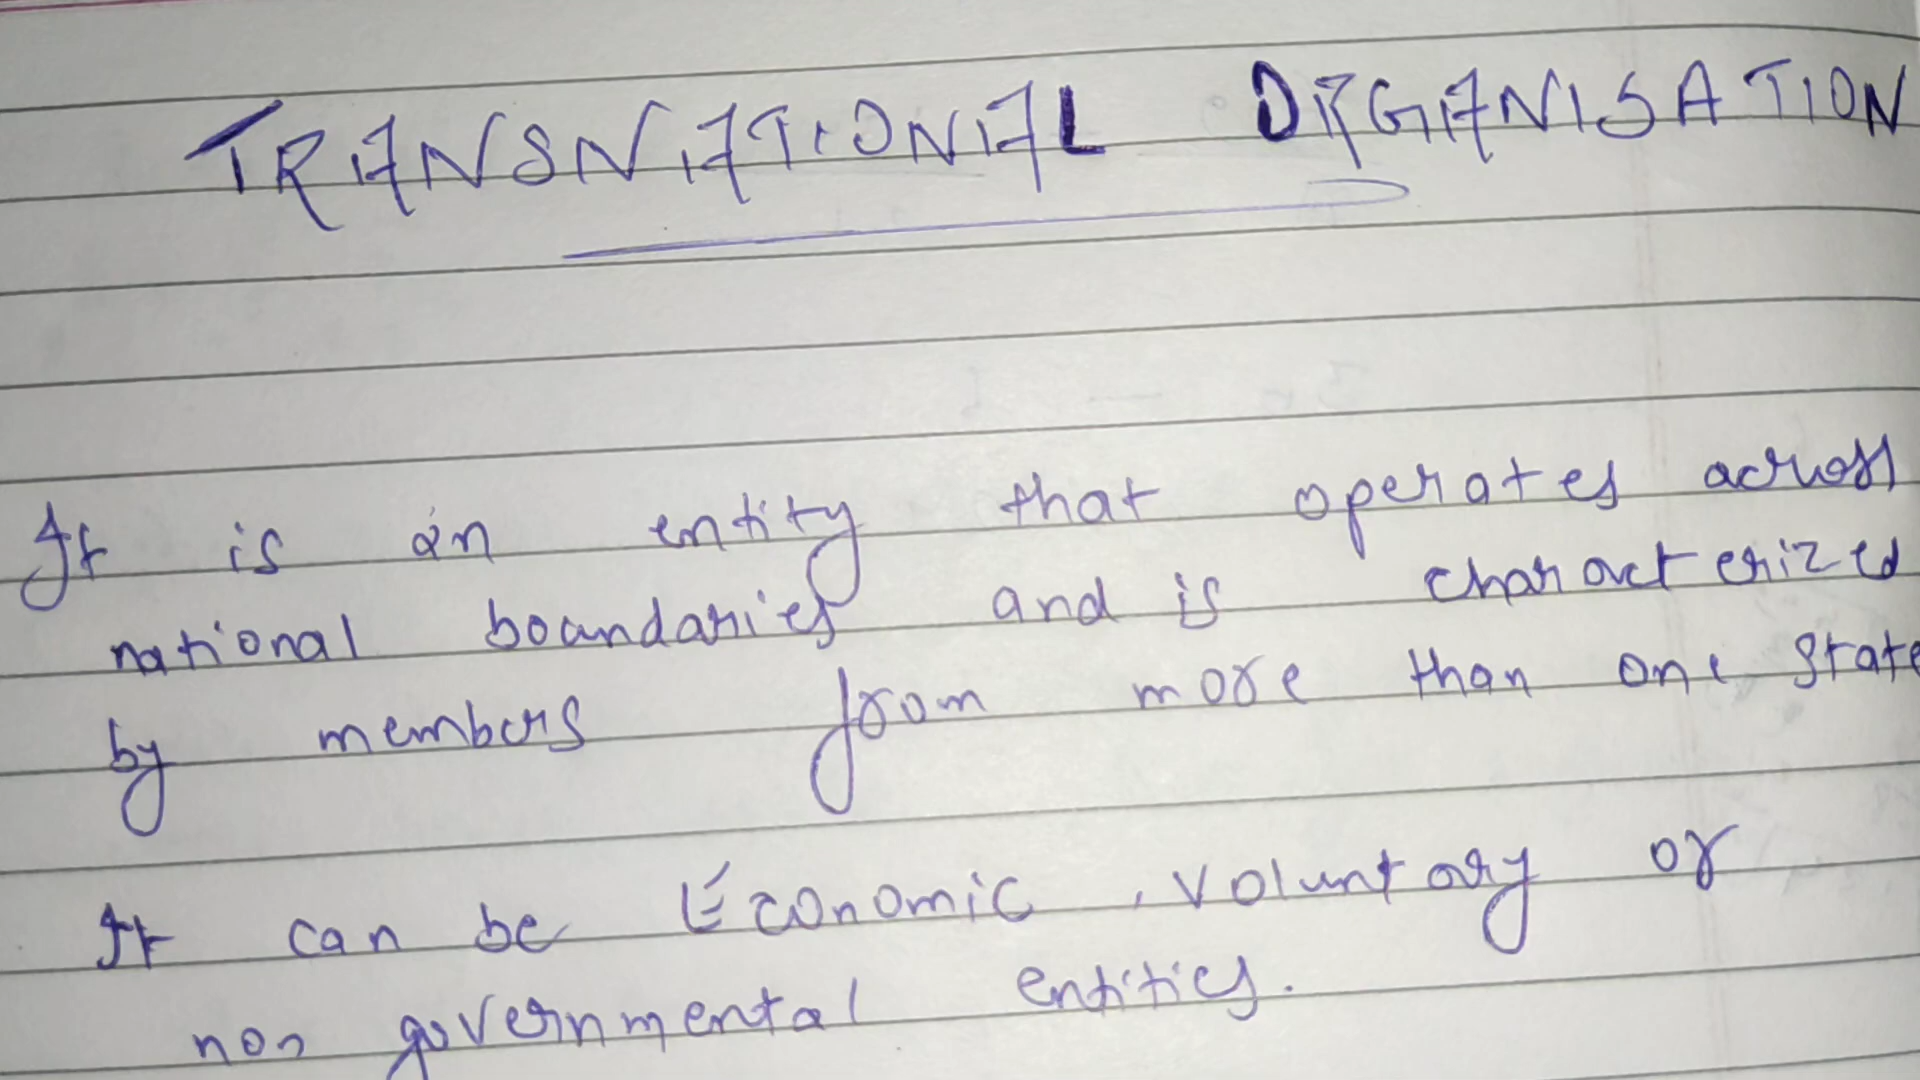 TRANSNATIONAL ORGANISATION
It is an entity that operates across
national boundaries and is characterized
by members from more than one state
It can be Economic, voluntary or
non governmental entities.